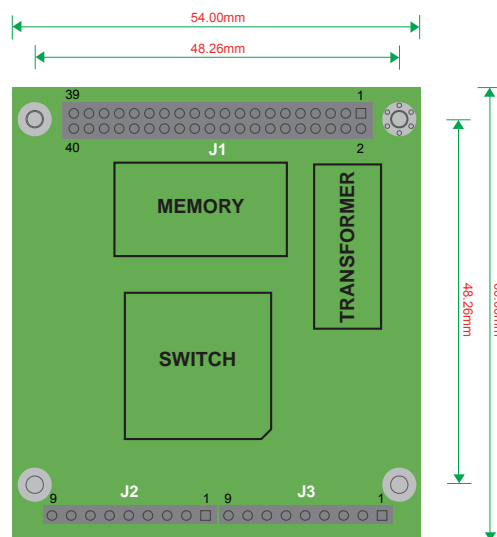 54.00mm
48.26mm
39 1
40 2
J1
MEMORY
TRANSFORMER
48.26mm
SWITCH
J2 J3
9 1 9 1